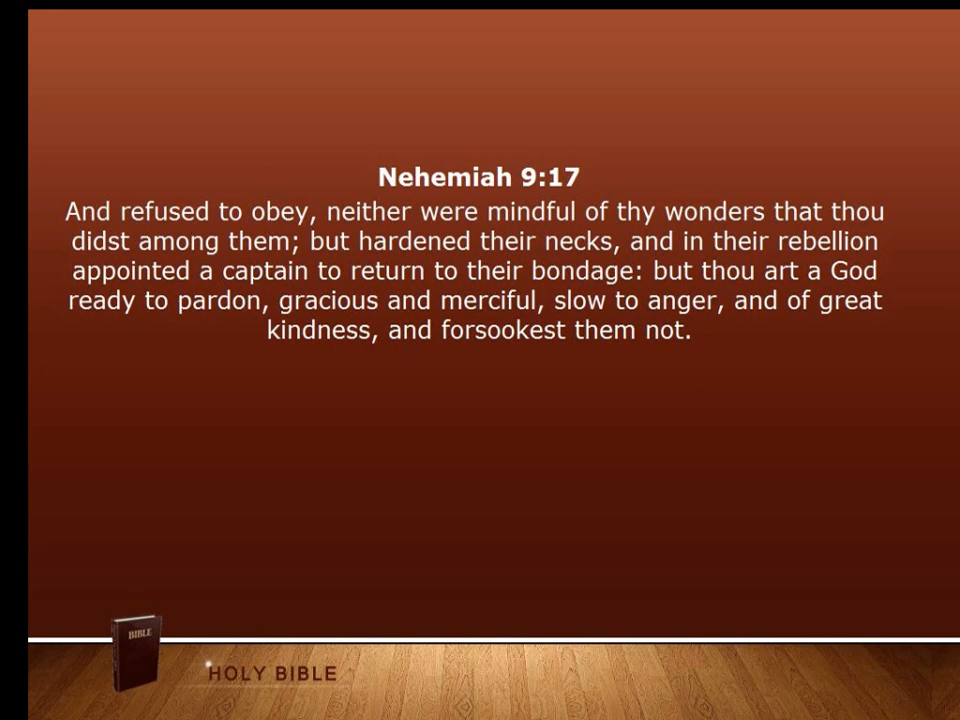 Nehemiah 9:17
And refused to obey, neither were mindful of thy wonders that thou
didst among them; but hardened their necks, and in their rebellion
appointed a captain to return to their bondage: but thou art a God
ready to pardon, gracious and merciful, slow to anger, and of great
kindness, and forsookest them not.
BIBLE
HOLY BIBLE